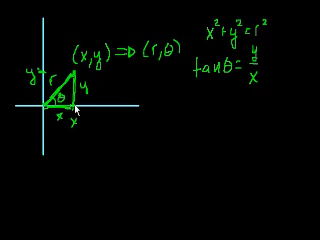 (x,y) ⇒ (r,θ)
x² + y² = r²
tanθ = y/x
y
r
θ
y
x
x